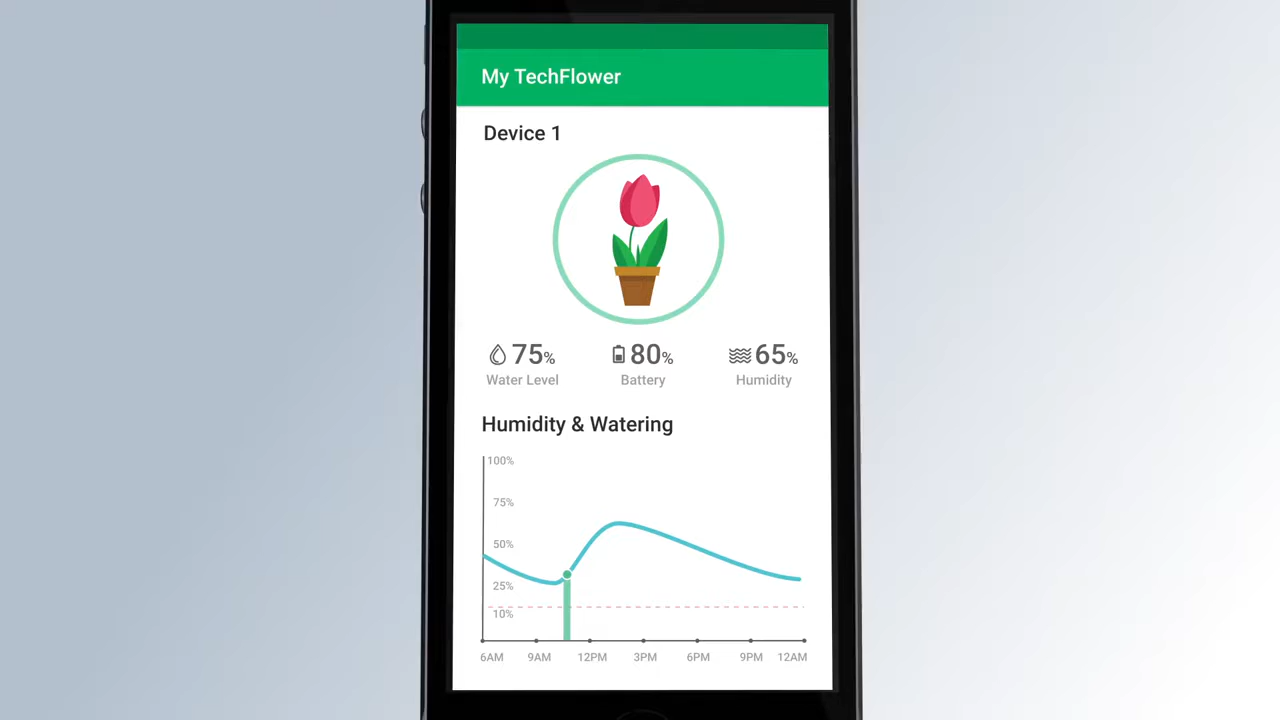 My TechFlower
Device 1
75% 80% 65%
Water Level Battery Humidity
Humidity & Watering
100%
75%
50%
25%
10%
6AM 9AM 12PM 3PM 6PM 9PM 12AM